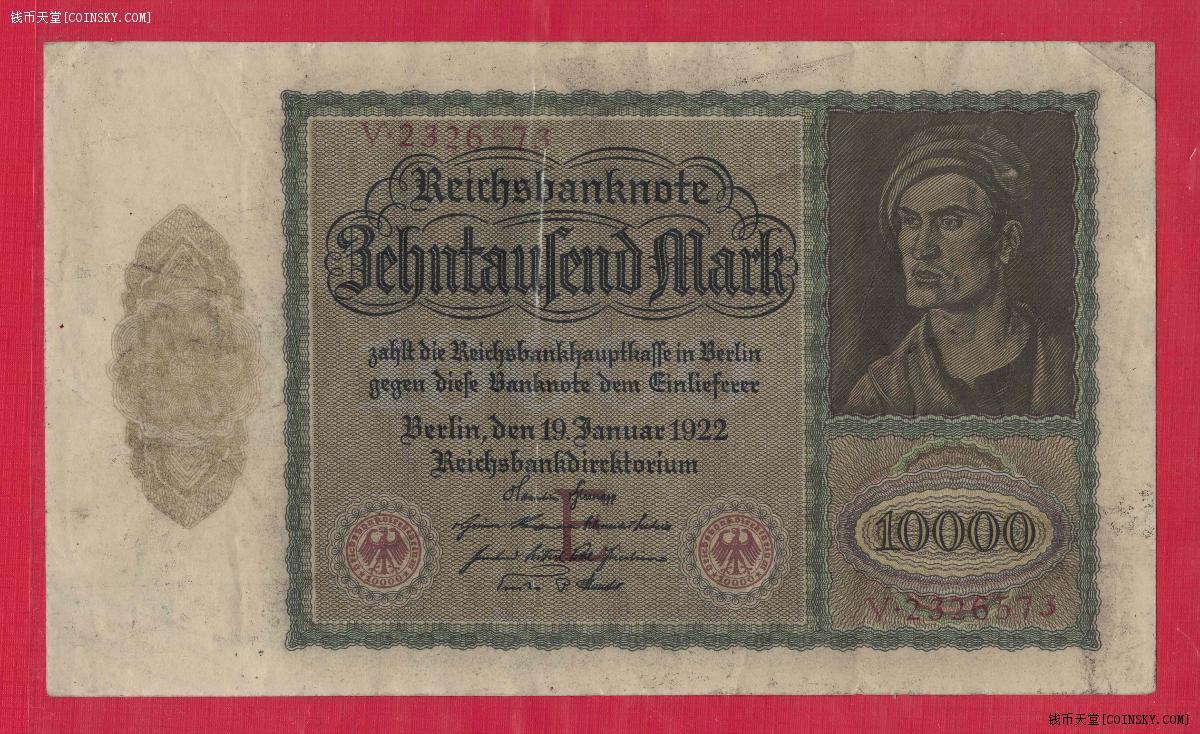 钱币天堂[COINSKY.COM]
V·2326573
Reichsbanknote
Zehntausend Mark
zahlt die Reichsbankhauptkasse in Berlin
gegen diese Banknote dem Einlieferer
Berlin, den 19. Januar 1922
Reichsbankdirektorium
10000
V·2326573
钱币天堂[COINSKY.COM]